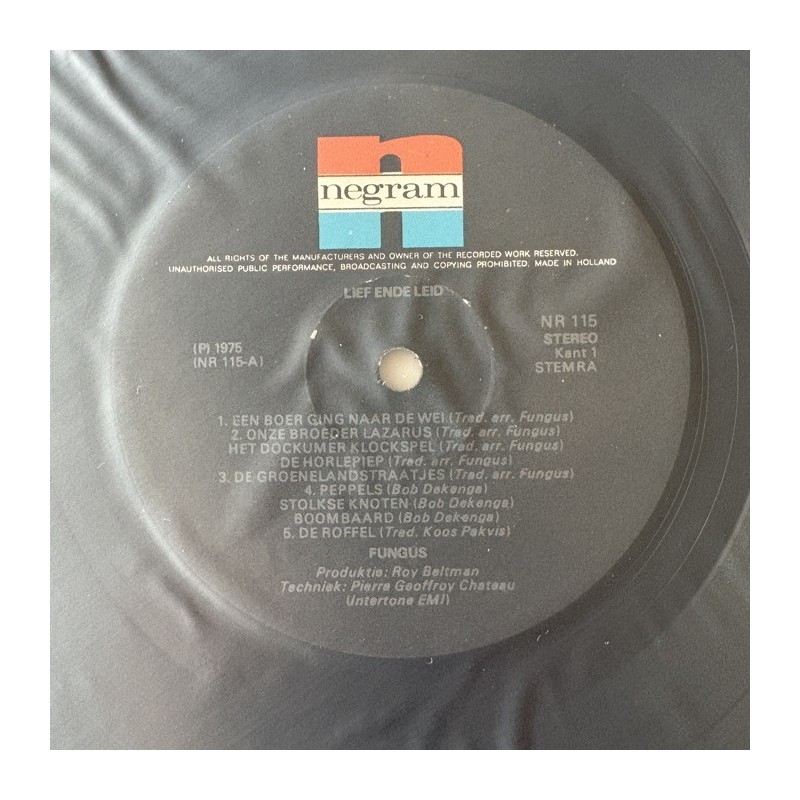 negram
ALL RIGHTS OF THE MANUFACTURERS AND OWNER OF THE RECORDED WORK RESERVED.
UNAUTHORISED PUBLIC PERFORMANCE, BROADCASTING AND COPYING PROHIBITED. MADE IN HOLLAND
LIEF ENDE LEID
(P) 1975
(NR 115-A)
NR 115
STEREO
Kant 1
STEMRA
1. EEN BOER GING NAAR DE WEI (Trad. arr. Fungus)
2. ONZE BROEDER LAZARUS (Trad. arr. Fungus)
HET DOCKUMER KLOCKSPEL (Trad. arr. Fungus)
DE HORLEPIEP (Trad. arr. Fungus)
3. DE GROENELANDSTRAATJES (Trad. arr. Fungus)
4. PEPPELS (Bob Dekenga)
STOLKSE KNOTEN (Bob Dekenga)
BOOMBAARD (Bob Dekenga)
5. DE ROFFEL (Trad. Koos Pakvis)
FUNGUS
Produktie: Roy Beltman
Techniek: Pierre Geoffroy Chateau
(Intertone EMI)